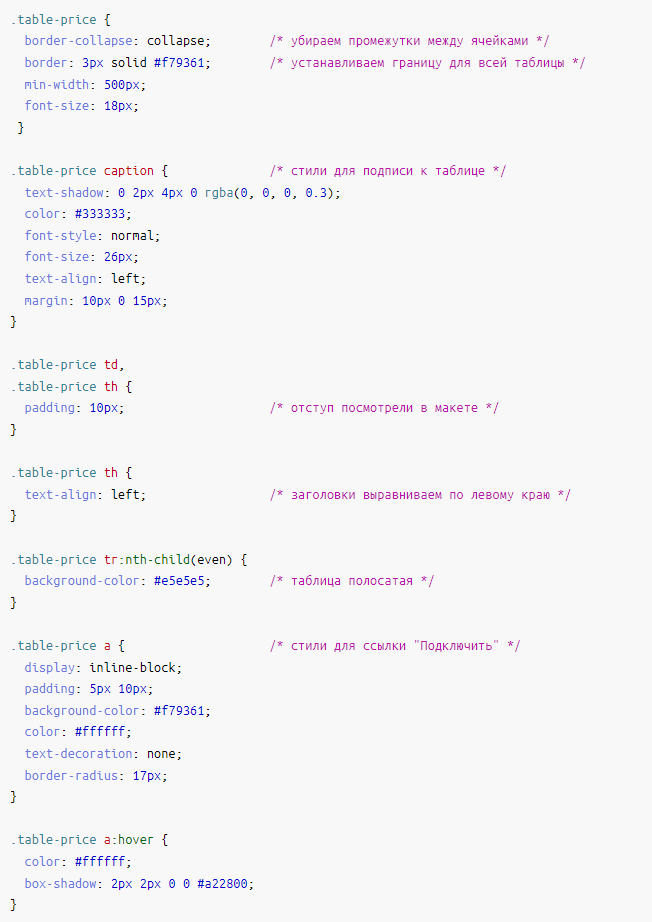 .table-price {
  border-collapse: collapse;        /* убираем промежутки между ячейками */
  border: 3px solid #f79361;        /* устанавливаем границу для всей таблицы */
  min-width: 500px;
  font-size: 18px;
 }

.table-price caption {              /* стили для подписи к таблице */
  text-shadow: 0 2px 4px 0 rgba(0, 0, 0, 0.3);
  color: #333333;
  font-style: normal;
  font-size: 26px;
  text-align: left;
  margin: 10px 0 15px;
}

.table-price td,
.table-price th {
  padding: 10px;                    /* отступ посмотрели в макете */
}

.table-price th {
  text-align: left;                 /* заголовки выравниваем по левому краю */
}

.table-price tr:nth-child(even) {
  background-color: #e5e5e5;        /* таблица полосатая */
}

.table-price a {                    /* стили для ссылки "Подключить" */
  display: inline-block;
  padding: 5px 10px;
  background-color: #f79361;
  color: #ffffff;
  text-decoration: none;
  border-radius: 17px;
}

.table-price a:hover {
  color: #ffffff;
  box-shadow: 2px 2px 0 0 #a22800;
}